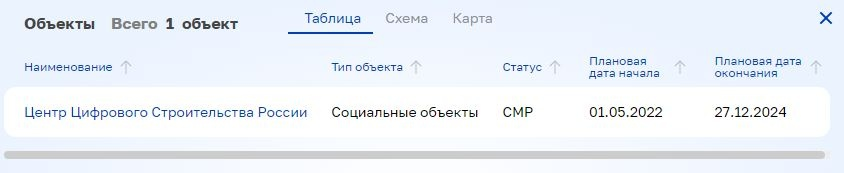 Объекты Всего 1 объект Таблица Схема Карта
Наименование Тип объекта Статус Плановая дата начала Плановая дата окончания
Центр Цифрового Строительства России Социальные объекты СМР 01.05.2022 27.12.2024